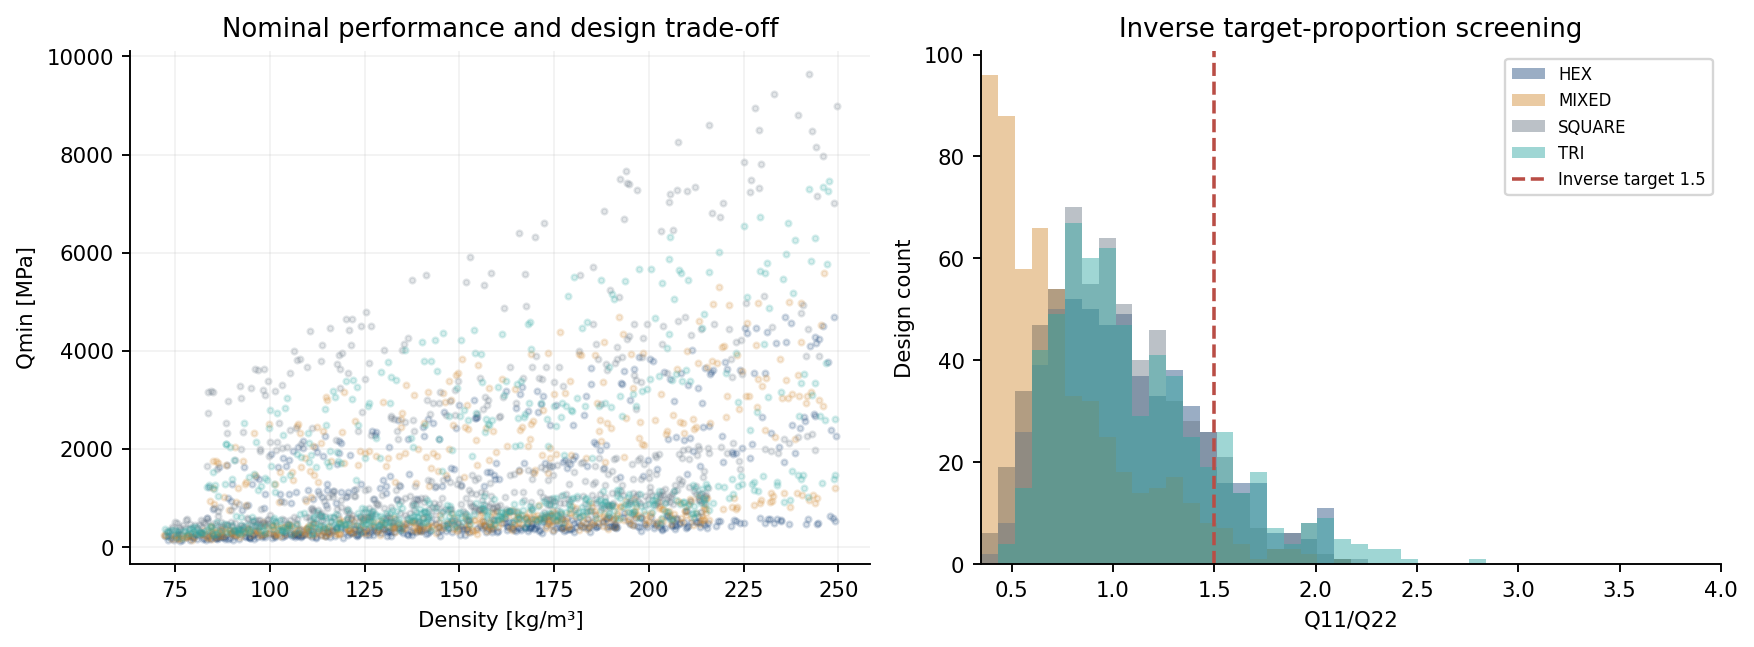 Nominal performance and design trade-off
10000
8000
6000
4000
2000
0
Qmin [MPa]
75 100 125 150 175 200 225 250
Density [kg/m³]
Inverse target-proportion screening
100
80
60
40
20
0
Design count
HEX
MIXED
SQUARE
TRI
Inverse target 1.5
0.5 1.0 1.5 2.0 2.5 3.0 3.5 4.0
Q11/Q22